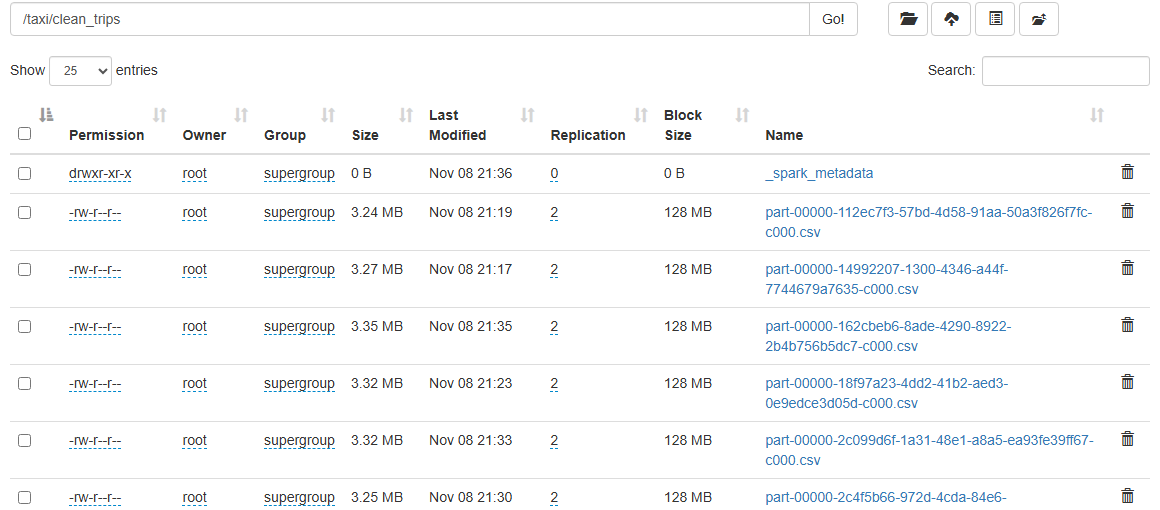 /taxi/clean_trips Go!
Show 25 entries Search:
Permission Owner Group Size Last Modified Replication Block Size Name
drwxr-xr-x root supergroup 0 B Nov 08 21:36 0 0 B _spark_metadata
-rw-r--r-- root supergroup 3.24 MB Nov 08 21:19 2 128 MB part-00000-112ec7f3-57bd-4d58-91aa-50a3f826f7fc-
c000.csv
-rw-r--r-- root supergroup 3.27 MB Nov 08 21:17 2 128 MB part-00000-14992207-1300-4346-a44f-
7744679a7635-c000.csv
-rw-r--r-- root supergroup 3.35 MB Nov 08 21:35 2 128 MB part-00000-162cbeb6-8ade-4290-8922-
2b4b756b5dc7-c000.csv
-rw-r--r-- root supergroup 3.32 MB Nov 08 21:23 2 128 MB part-00000-18f97a23-4dd2-41b2-aed3-
0e9edce3d05d-c000.csv
-rw-r--r-- root supergroup 3.32 MB Nov 08 21:33 2 128 MB part-00000-2c099d6f-1a31-48e1-a8a5-ea93fe39ff67-
c000.csv
-rw-r--r-- root supergroup 3.25 MB Nov 08 21:30 2 128 MB part-00000-2c4f5b66-972d-4cda-84e6-